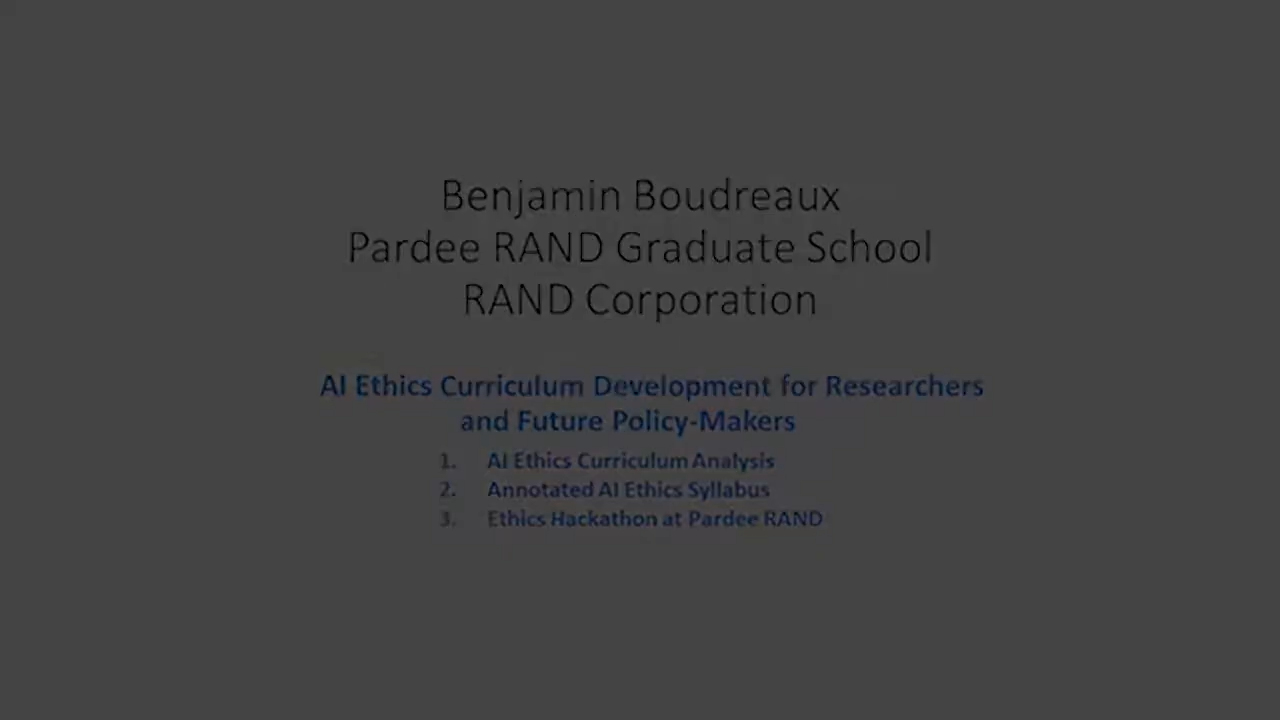 Benjamin Boudreaux
Pardee RAND Graduate School
RAND Corporation
AI Ethics Curriculum Development for Researchers
and Future Policy-Makers
1. AI Ethics Curriculum Analysis
2. Annotated AI Ethics Syllabus
3. Ethics Hackathon at Pardee RAND